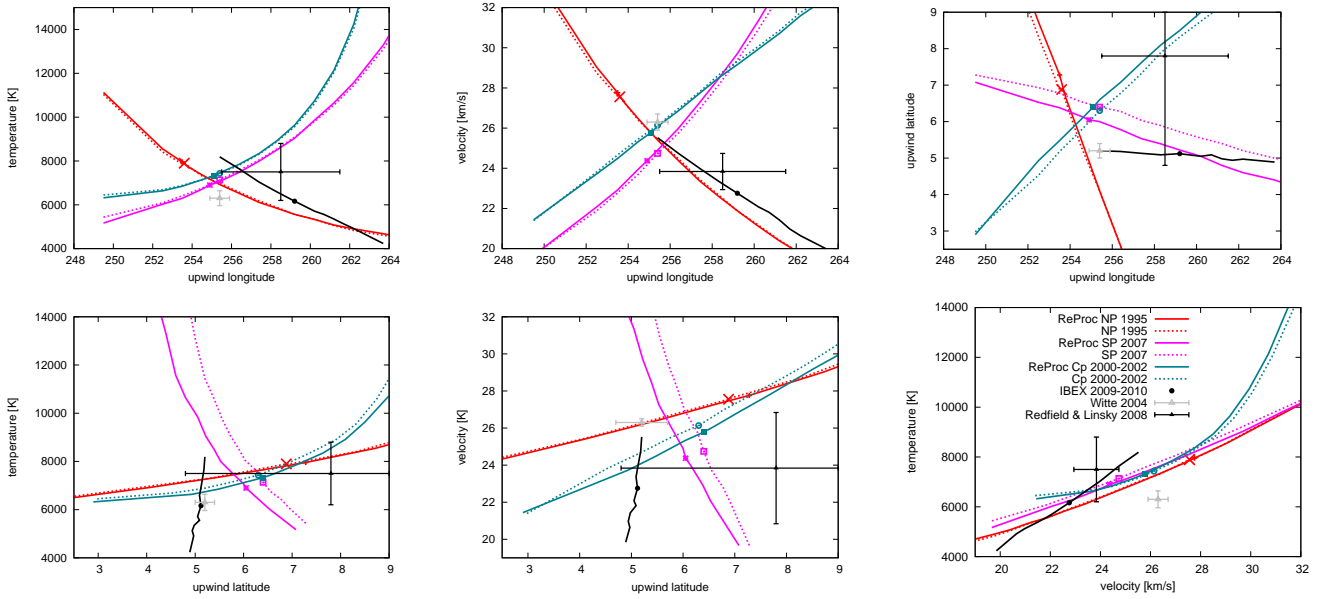 temperature [K]
14000
12000
10000
8000
6000
4000
248 250 252 254 256 258 260 262 264
upwind longitude
velocity [km/s]
32
30
28
26
24
22
20
248 250 252 254 256 258 260 262 264
upwind longitude
upwind latitude
9
8
7
6
5
4
3
248 250 252 254 256 258 260 262 264
upwind longitude
temperature [K]
14000
12000
10000
8000
6000
4000
3 4 5 6 7 8 9
upwind latitude
velocity [km/s]
32
30
28
26
24
22
20
3 4 5 6 7 8 9
upwind latitude
temperature [K]
14000
12000
10000
8000
6000
4000
ReProc NP 1995
NP 1995
ReProc SP 2007
SP 2007
ReProc Cp 2000-2002
Cp 2000-2002
IBEX 2009-2010
Witte 2004
Redfield & Linsky 2008
20 22 24 26 28 30 32
velocity [km/s]